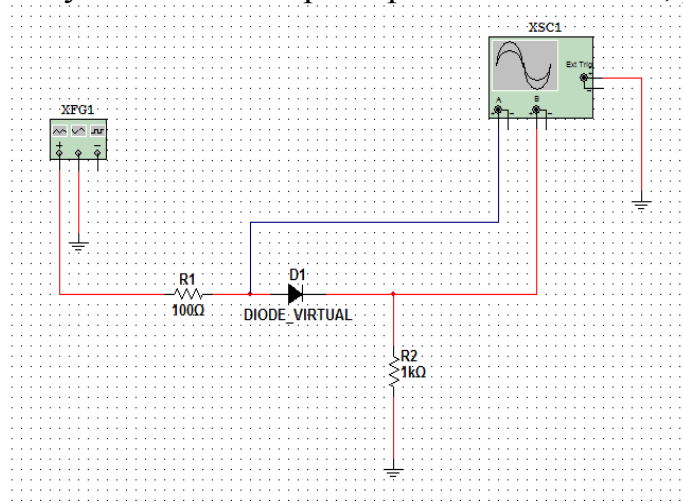 XSC1
Ext Trig
+
-
A
B
+ - + -
XFG1
+ -
R1
100Ω
D1
DIODE_VIRTUAL
R2
1kΩ